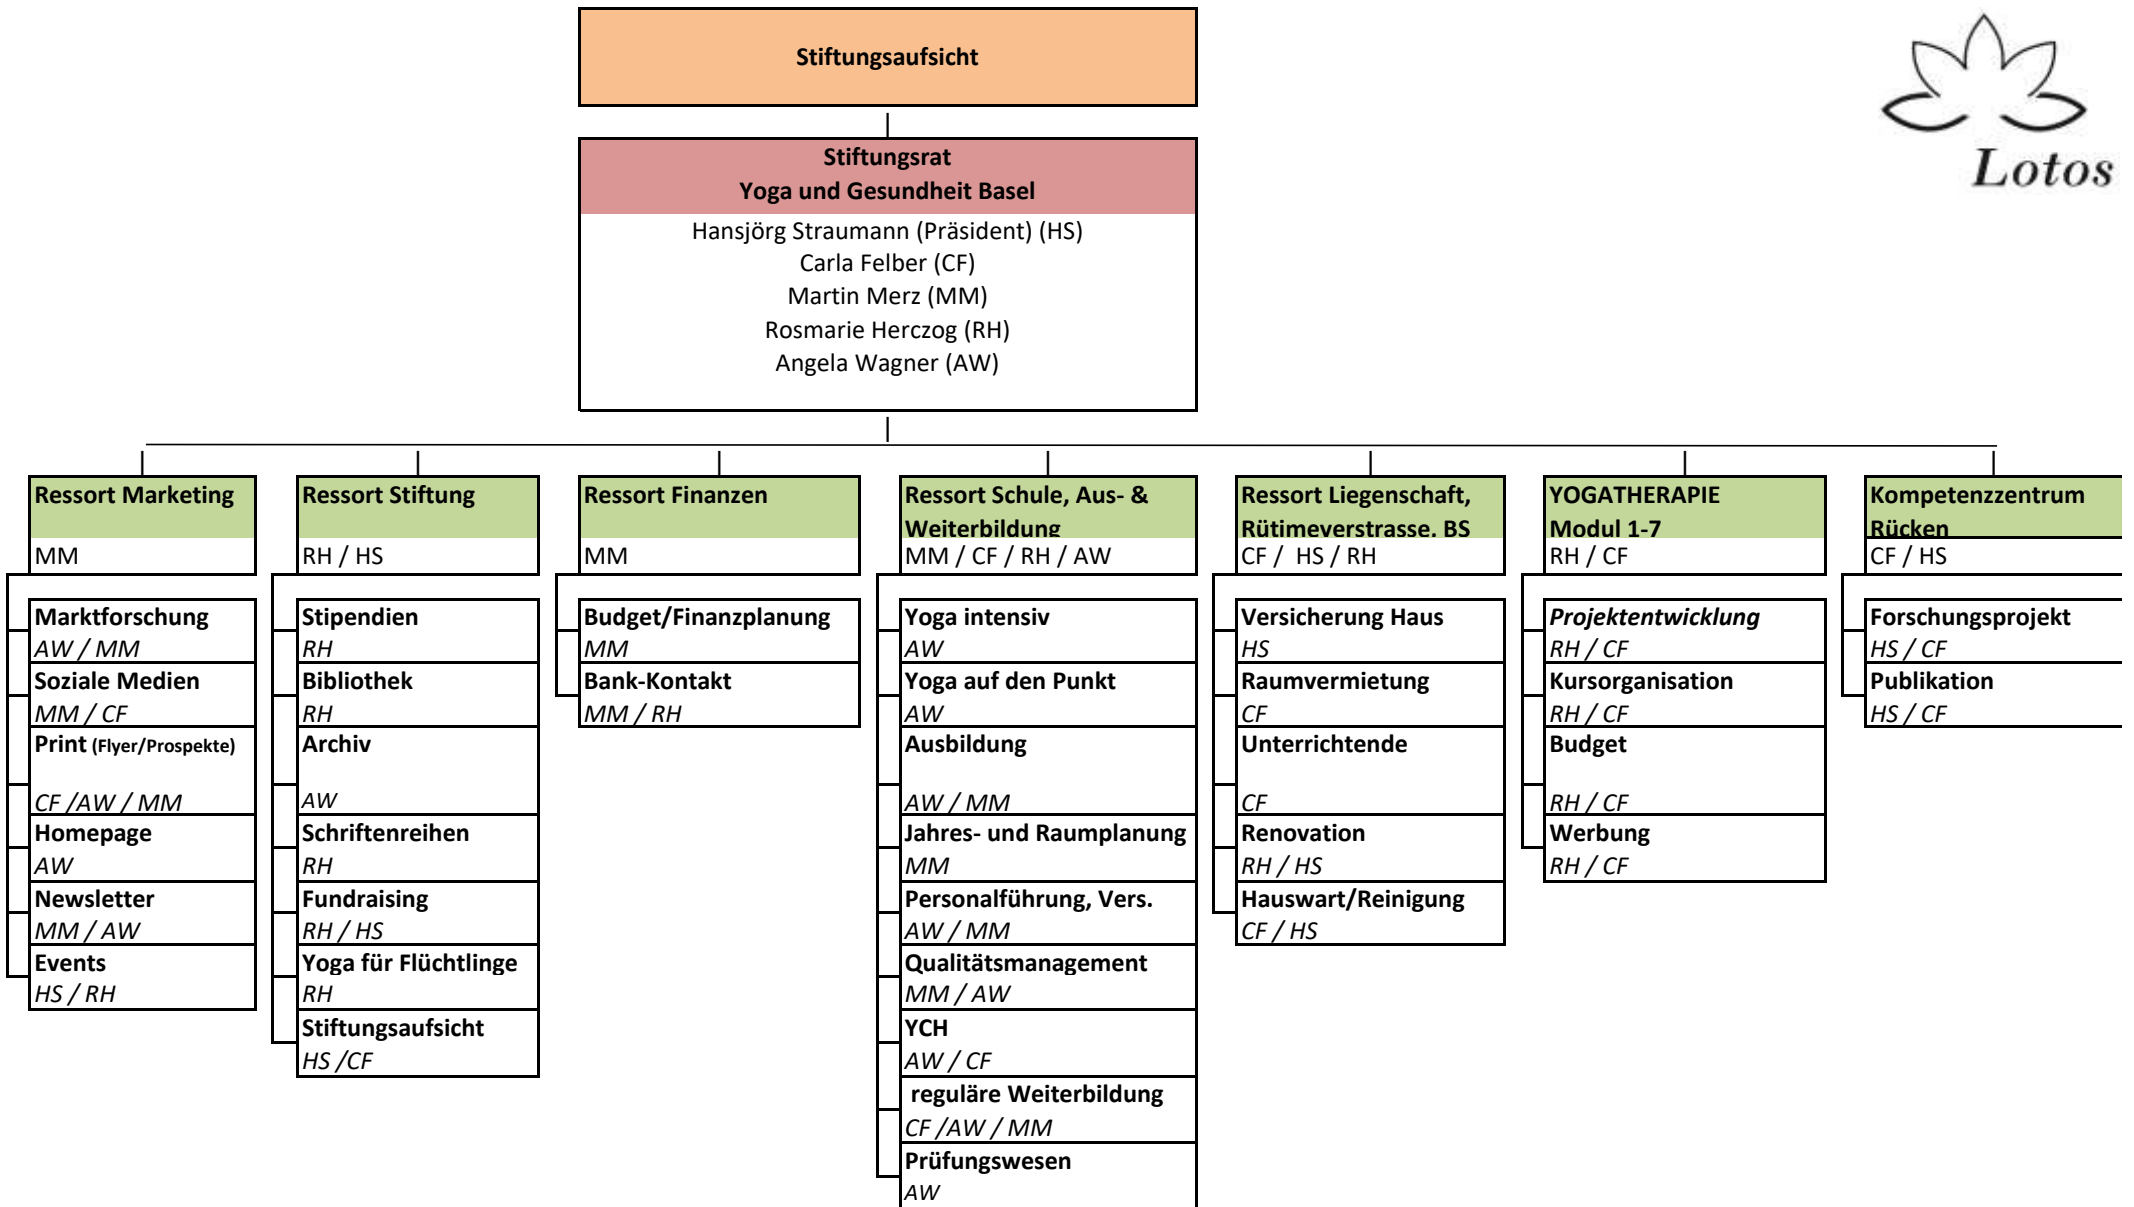 Stiftungsaufsicht
Lotos
Stiftungsrat
Yoga und Gesundheit Basel
Hansjörg Straumann (Präsident) (HS)
Carla Felber (CF)
Martin Merz (MM)
Rosmarie Herczog (RH)
Angela Wagner (AW)
Ressort Marketing
MM
Marktforschung
AW / MM
Soziale Medien
MM / CF
Print (Flyer/Prospekte)
CF /AW / MM
Homepage
AW
Newsletter
MM / AW
Events
HS / RH
Ressort Stiftung
RH / HS
Stipendien
RH
Bibliothek
RH
Archiv
AW
Schriftenreihen
RH
Fundraising
RH / HS
Yoga für Flüchtlinge
RH
Stiftungsaufsicht
HS /CF
Ressort Finanzen
MM
Budget/Finanzplanung
MM
Bank-Kontakt
MM / RH
Ressort Schule, Aus- &
Weiterbildung
MM / CF / RH / AW
Yoga intensiv
AW
Yoga auf den Punkt
AW
Ausbildung
AW / MM
Jahres- und Raumplanung
MM
Personalführung, Vers.
AW / MM
Qualitätsmanagement
MM / AW
YCH
AW / CF
reguläre Weiterbildung
CF /AW / MM
Prüfungswesen
AW
Ressort Liegenschaft,
Rütimeyerstrasse, BS
CF / HS / RH
Versicherung Haus
HS
Raumvermietung
CF
Unterrichtende
CF
Renovation
RH / HS
Hauswart/Reinigung
CF / HS
YOGATHERAPIE
Modul 1-7
RH / CF
Projektentwicklung
RH / CF
Kursorganisation
RH / CF
Budget
RH / CF
Werbung
RH / CF
Kompetenzzentrum
Rücken
CF / HS
Forschungsprojekt
HS / CF
Publikation
HS / CF